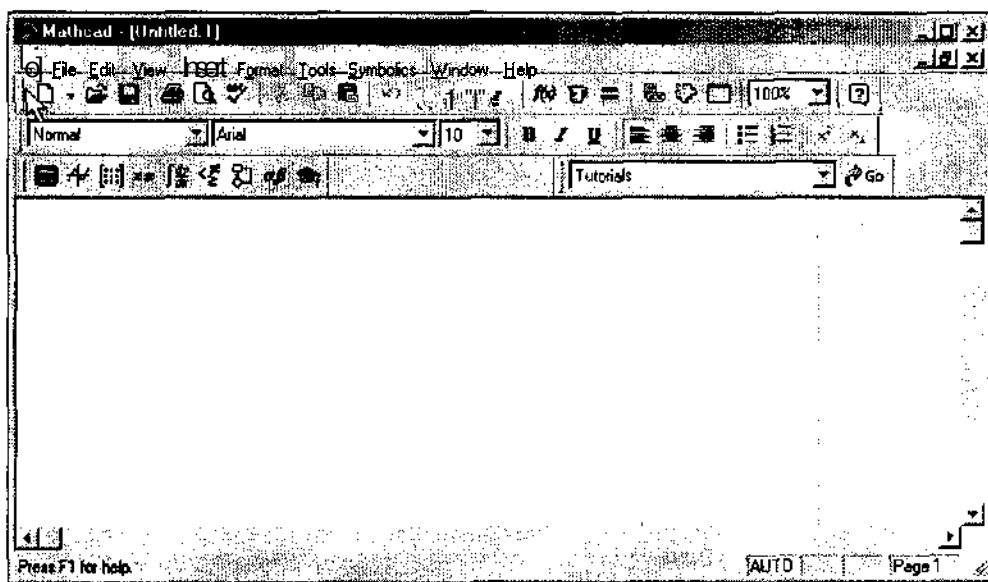 Mathcad - [Untitled:1]
File Edit View Insert Format Tools Symbolics Window Help
100%
Normal Arial 10 B I U
Tutorials Go
Press F1 for help. AUTO Page 1